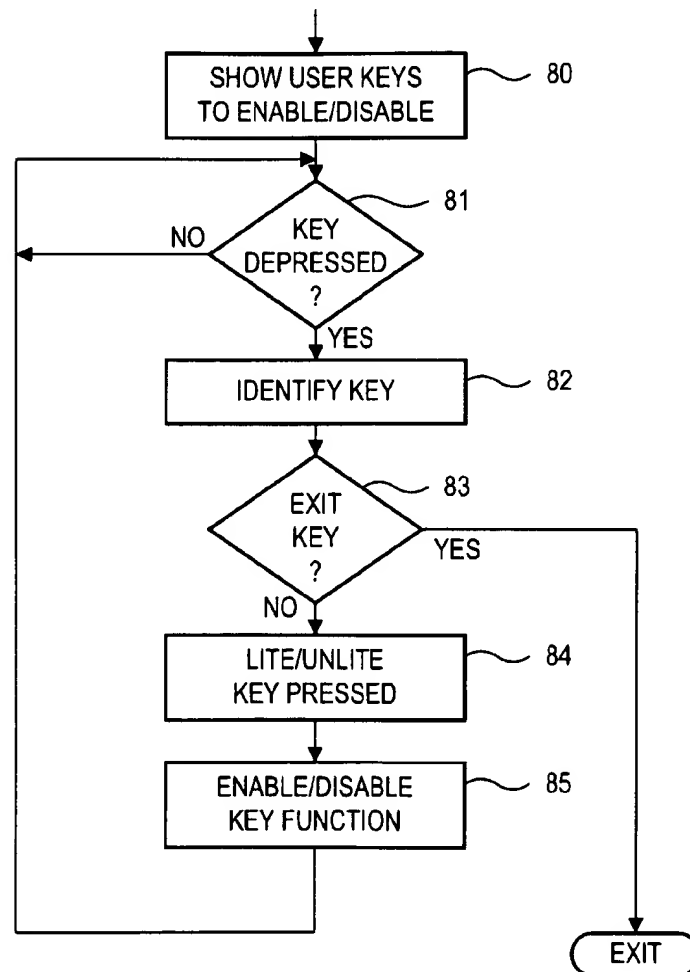 SHOW USER KEYS
TO ENABLE/DISABLE
80
81
KEY
DEPRESSED
?
NO
YES
IDENTIFY KEY
82
83
EXIT
KEY
?
YES
NO
LITE/UNLITE
KEY PRESSED
84
ENABLE/DISABLE
KEY FUNCTION
85
EXIT